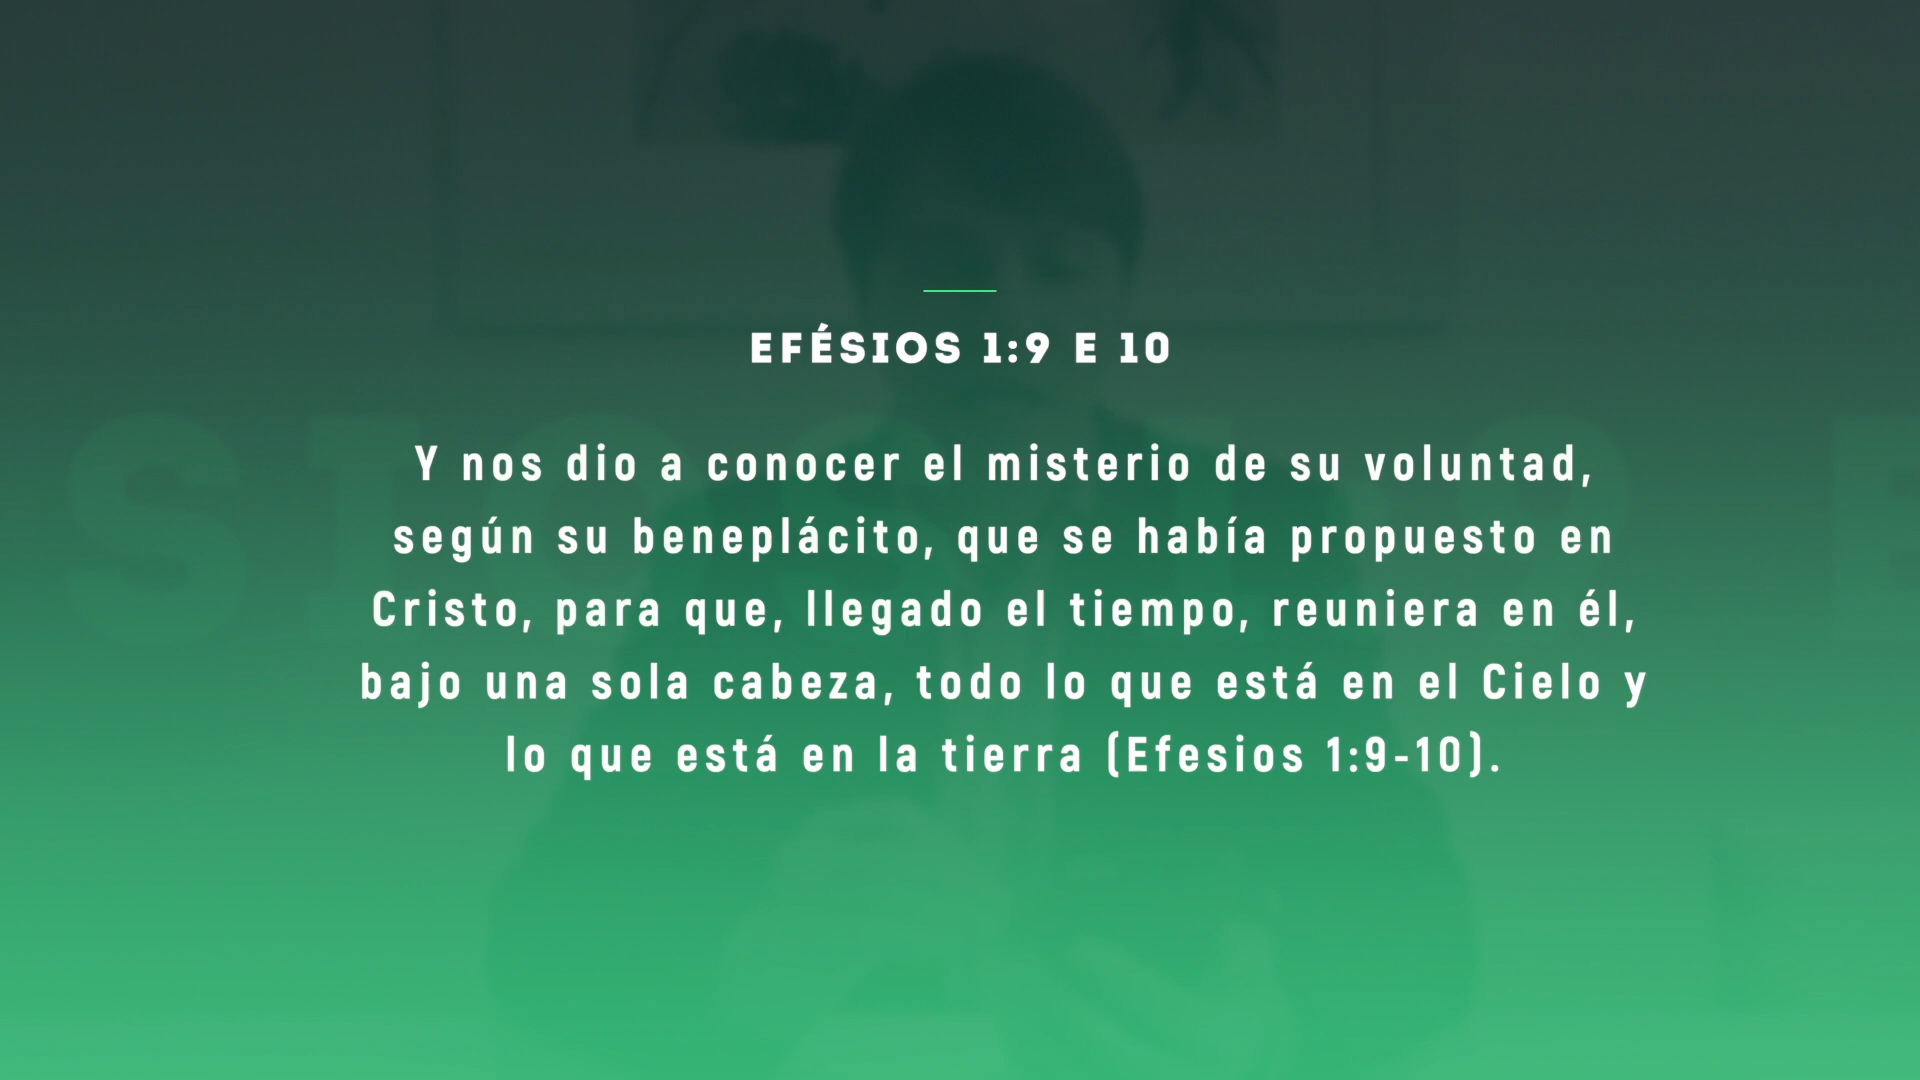 EFÉSIOS 1:9 E 10
Y nos dio a conocer el misterio de su voluntad,
según su beneplácito, que se había propuesto en
Cristo, para que, llegado el tiempo, reuniera en él,
bajo una sola cabeza, todo lo que está en el Cielo y
lo que está en la tierra (Efesios 1:9-10).